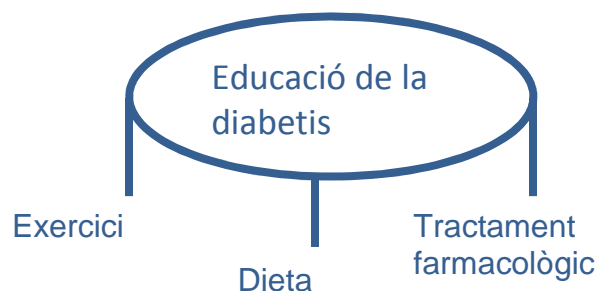 Educació de la
diabetis
Exercici
Dieta
Tractament
farmacològic